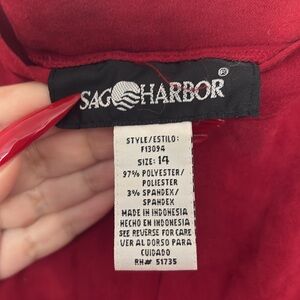 SAG HARBOR
®
STYLE/ESTILO:
F13094
SIZE: 14
97% POLYESTER/
POLIESTER
3% SPANDEX/
SPANDEX
MADE IN INDONESIA
HECHO EN INDONESIA
SEE REVERSE FOR CARE
VER AL DORSO PARA
CUIDADO
RN# 51735